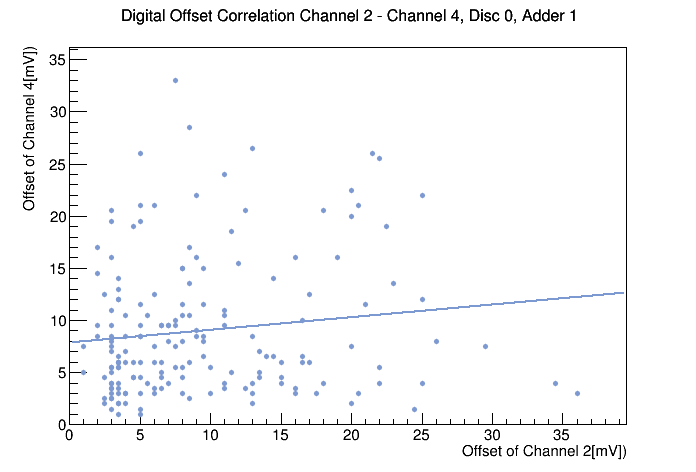 Digital Offset Correlation Channel 2 - Channel 4, Disc 0, Adder 1
Offset of Channel 4[mV])
35
30
25
20
15
10
5
0
0 5 10 15 20 25 30 35
Offset of Channel 2[mV])